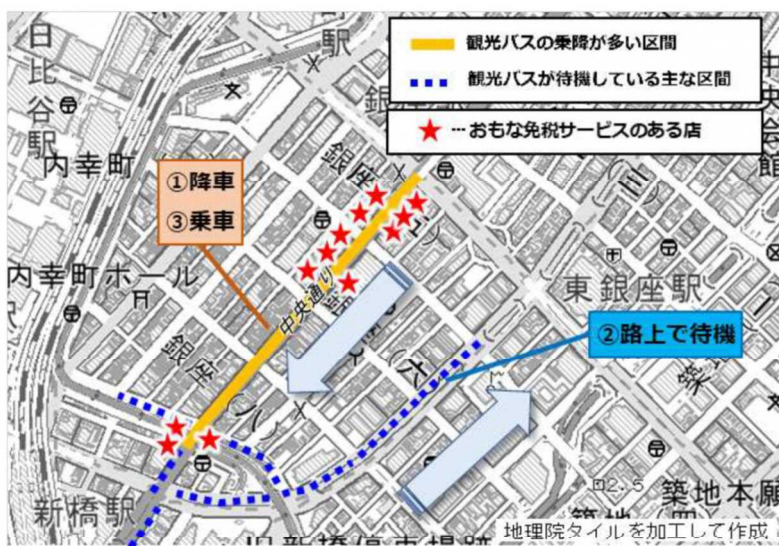 観光バスの乗降が多い区間
観光バスが待機している主な区間
…おもな免税サービスのある店
日比谷駅
内幸町
①降車
③乗車
内幸町ホール
中央通り
東銀座駅
②路上で待機
銀座(八)
(六)
(三)
新橋駅
2.5
築地本願
地理院タイルを加工して作成